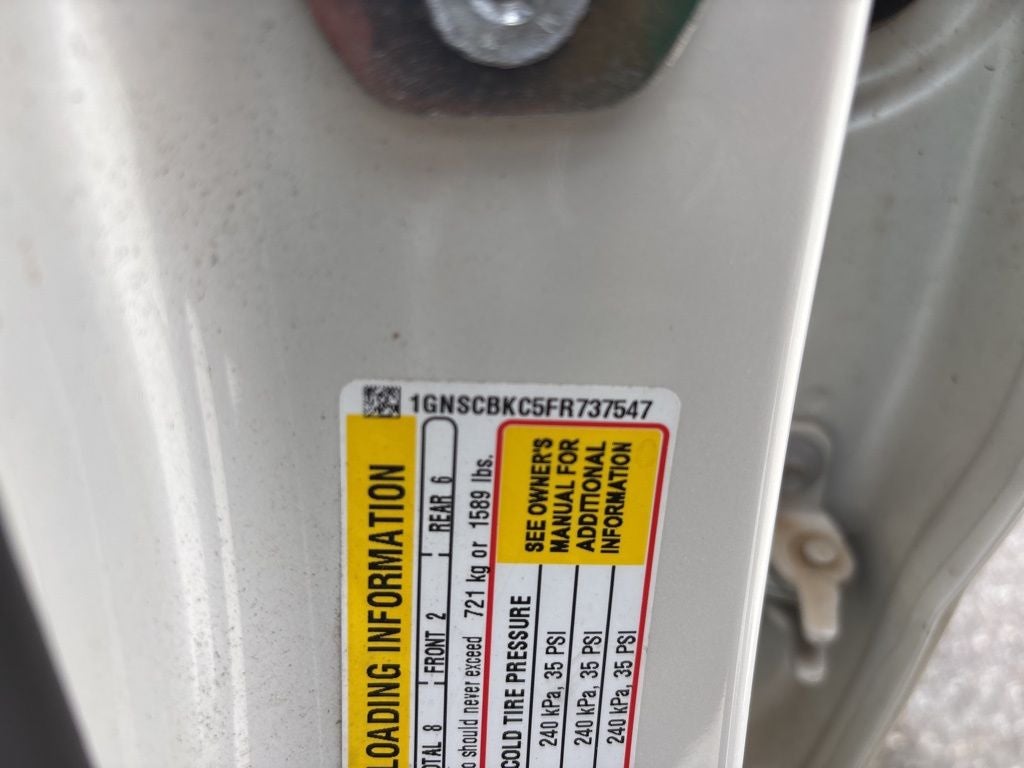 1GNSCBKC5FR737547
LOADING INFORMATION
8 FRONT 2 REAR 6
should never exceed 721 kg or 1589 lbs.
COLD TIRE PRESSURE
SEE OWNER'S
MANUAL FOR
ADDITIONAL
INFORMATION
240 kPa, 35 PSI
240 kPa, 35 PSI
240 kPa, 35 PSI